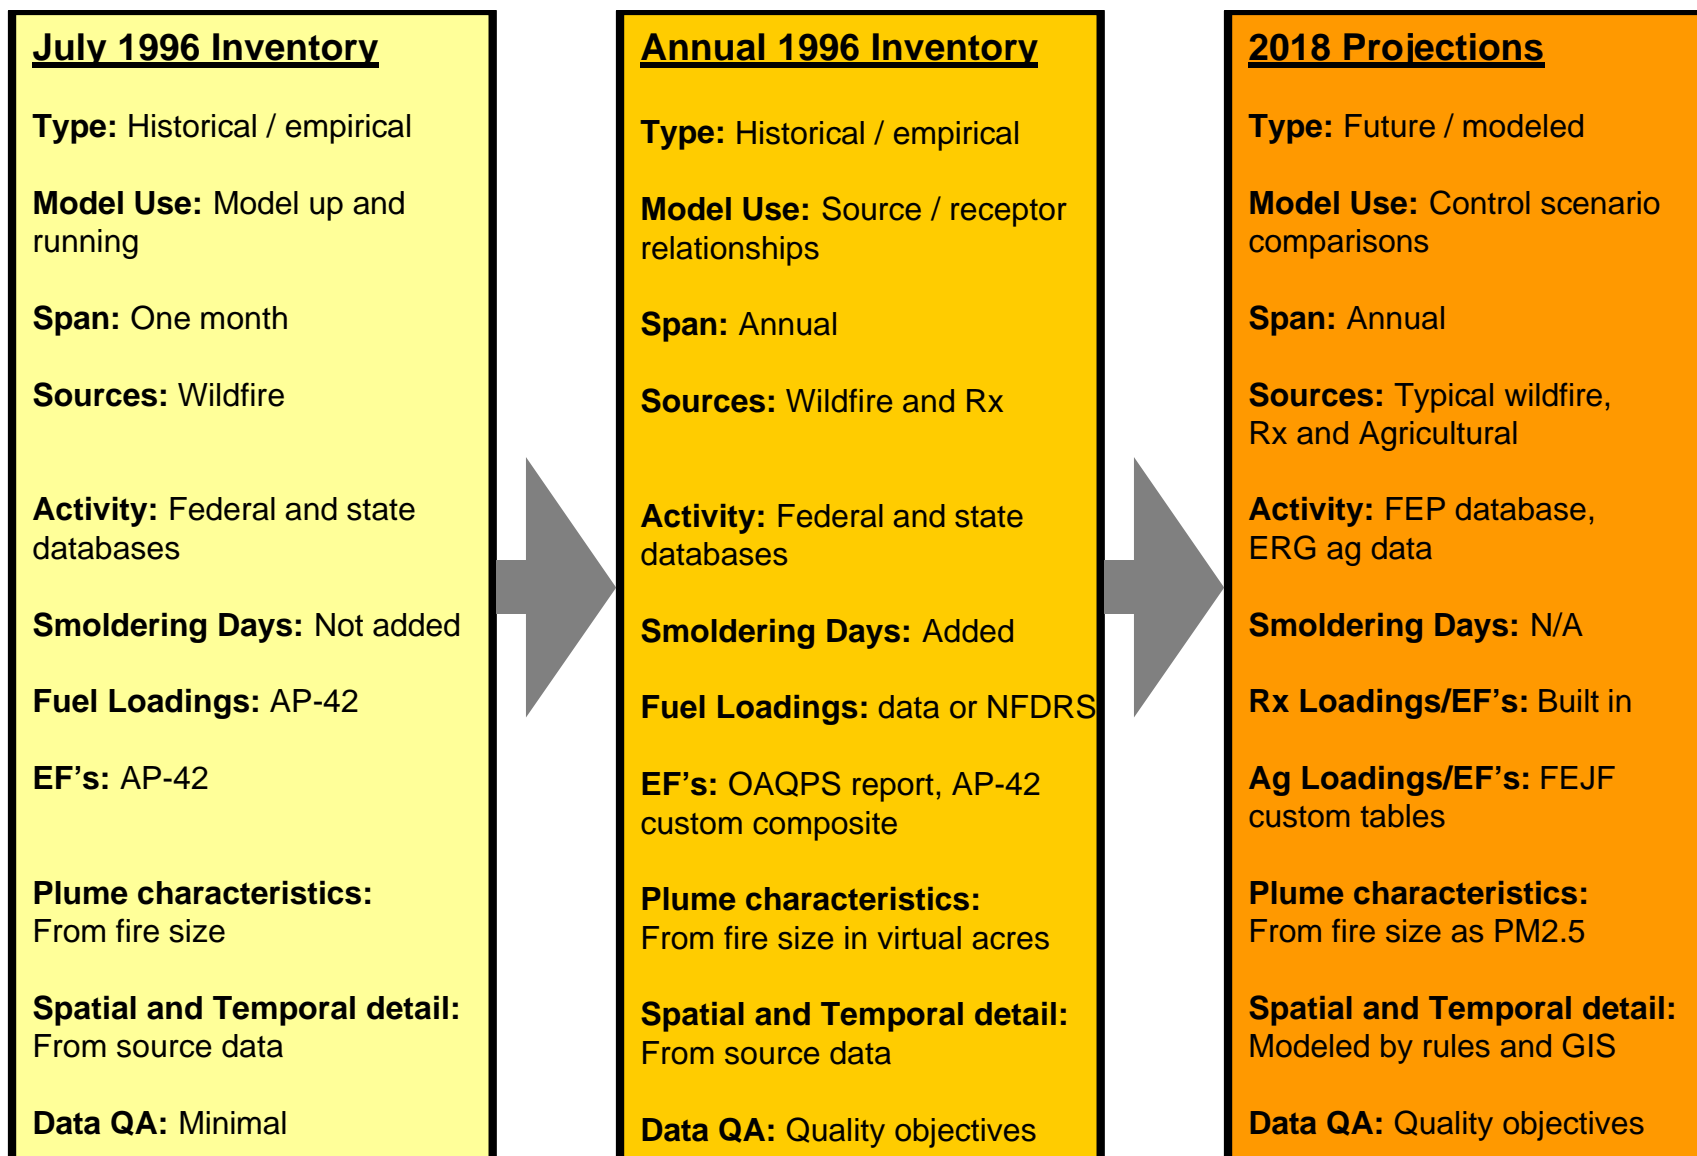 July 1996 Inventory
Type: Historical / empirical
Model Use: Model up and
running
Span: One month
Sources: Wildfire
Activity: Federal and state
databases
Smoldering Days: Not added
Fuel Loadings: AP-42
EF’s: AP-42
Plume characteristics:
From fire size
Spatial and Temporal detail:
From source data
Data QA: Minimal
Annual 1996 Inventory
Type: Historical / empirical
Model Use: Source / receptor
relationships
Span: Annual
Sources: Wildfire and Rx
Activity: Federal and state
databases
Smoldering Days: Added
Fuel Loadings: data or NFDRS
EF’s: OAQPS report, AP-42
custom composite
Plume characteristics:
From fire size in virtual acres
Spatial and Temporal detail:
From source data
Data QA: Quality objectives
2018 Projections
Type: Future / modeled
Model Use: Control scenario
comparisons
Span: Annual
Sources: Typical wildfire,
Rx and Agricultural
Activity: FEP database,
ERG ag data
Smoldering Days: N/A
Rx Loadings/EF’s: Built in
Ag Loadings/EF’s: FEJF
custom tables
Plume characteristics:
From fire size as PM2.5
Spatial and Temporal detail:
Modeled by rules and GIS
Data QA: Quality objectives